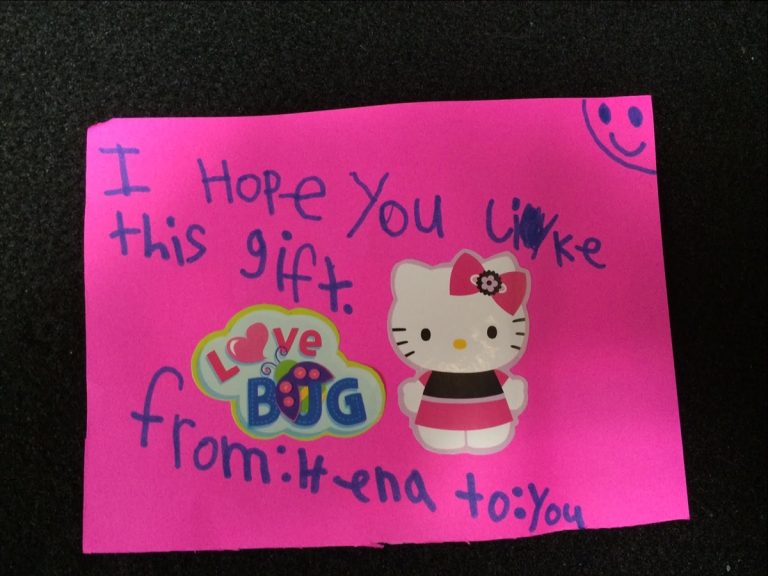 I Hope You like
this gift.
Love
BUG
from: Hena to: You